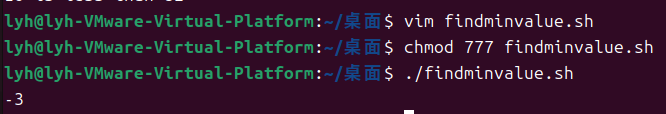 lyh@lyh-VMware-Virtual-Platform:~/桌面$ vim findminvalue.sh
lyh@lyh-VMware-Virtual-Platform:~/桌面$ chmod 777 findminvalue.sh
lyh@lyh-VMware-Virtual-Platform:~/桌面$ ./findminvalue.sh
-3